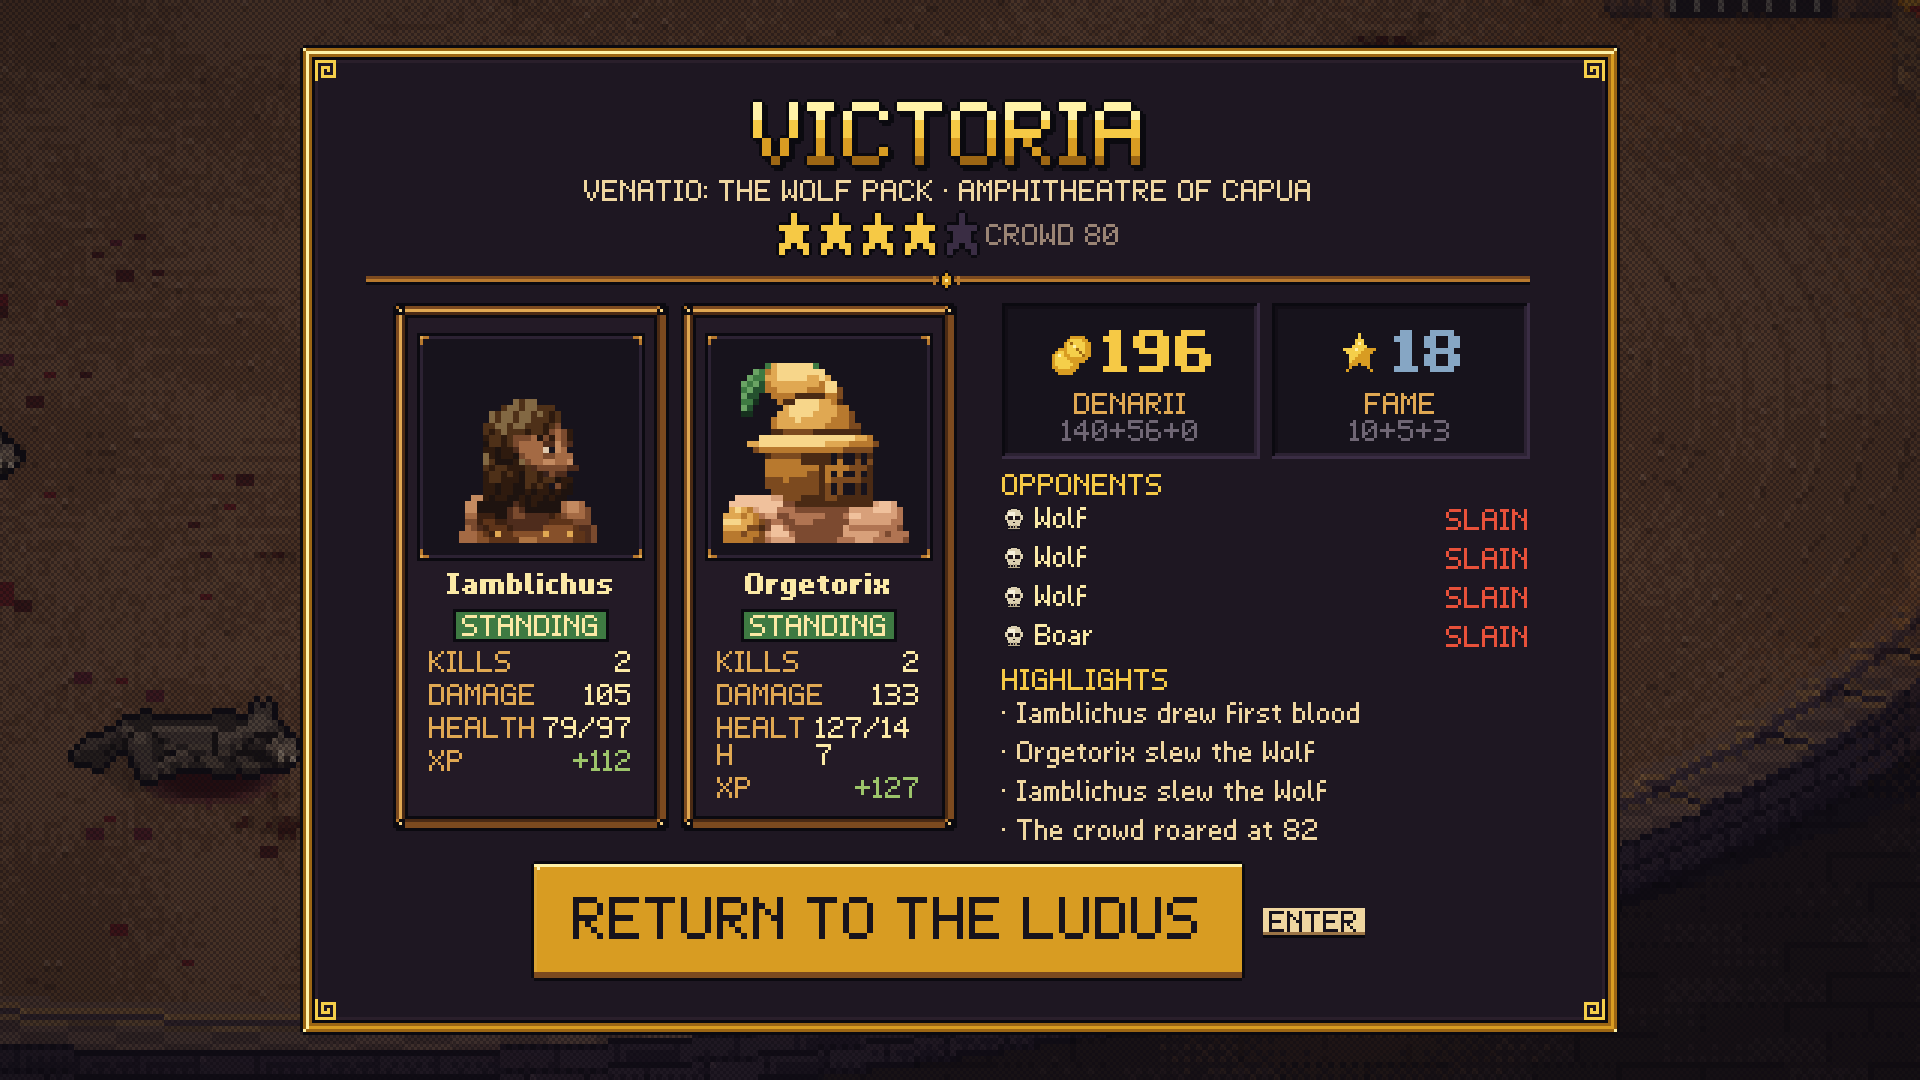 VICTORIA
VENATIO: THE WOLF PACK · AMPHITHEATRE OF CAPUA
CROWD 80
Iamblichus
STANDING
KILLS 2
DAMAGE 105
HEALTH 79/97
XP +112
Orgetorix
STANDING
KILLS 2
DAMAGE 133
HEALT 127/14
H 7
XP +127
196
DENARII
140+56+0
18
FAME
10+5+3
OPPONENTS
Wolf SLAIN
Wolf SLAIN
Wolf SLAIN
Boar SLAIN
HIGHLIGHTS
· Iamblichus drew first blood
· Orgetorix slew the Wolf
· Iamblichus slew the Wolf
· The crowd roared at 82
RETURN TO THE LUDUS
ENTER